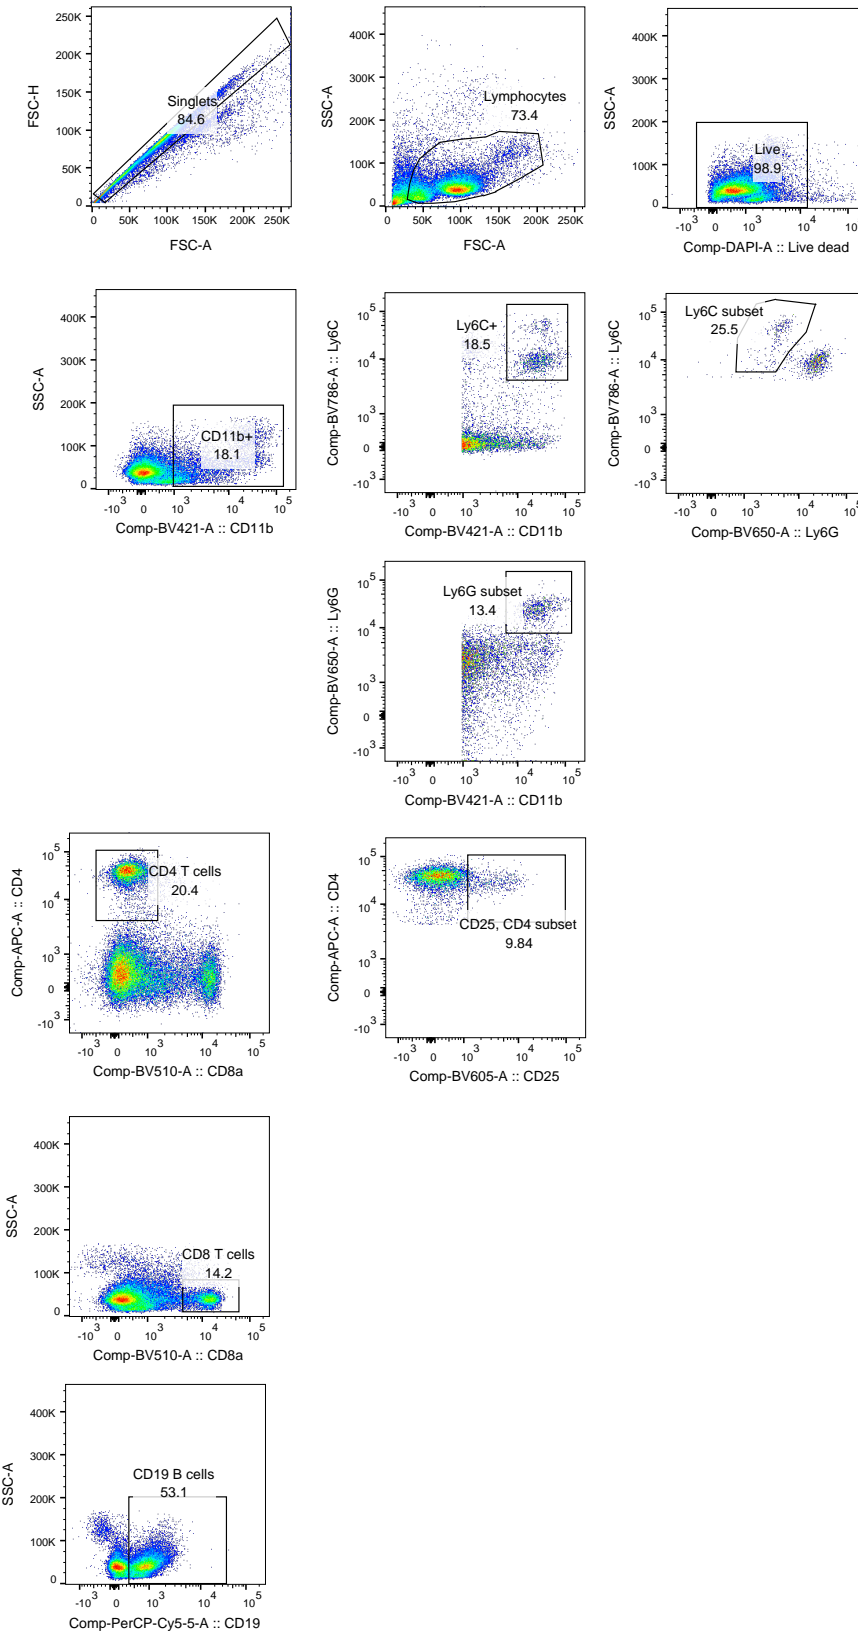 250K
200K
150K
100K
50K
0
FSC-H
Singlets
84.6
0 50K 100K 150K 200K 250K
FSC-A
400K
300K
200K
100K
0
SSC-A
Lymphocytes
73.4
0 50K 100K 150K 200K 250K
FSC-A
400K
300K
200K
100K
0
SSC-A
Live
98.9
-10^3 0 10^3 10^4 10^5
Comp-DAPI-A :: Live dead
400K
300K
200K
100K
0
SSC-A
CD11b+
18.1
-10^3 0 10^3 10^4 10^5
Comp-BV421-A :: CD11b
10^5
10^4
10^3
0
-10^3
Comp-BV786-A :: Ly6C
Ly6C+
18.5
-10^3 0 10^3 10^4 10^5
Comp-BV421-A :: CD11b
10^5
10^4
10^3
0
-10^3
Comp-BV786-A :: Ly6C
Ly6C subset
25.5
-10^3 0 10^3 10^4 10^5
Comp-BV650-A :: Ly6G
10^5
10^4
10^3
0
-10^3
Comp-BV650-A :: Ly6G
Ly6G subset
13.4
-10^3 0 10^3 10^4 10^5
Comp-BV421-A :: CD11b
10^5
10^4
10^3
0
-10^3
Comp-APC-A :: CD4
CD4 T cells
20.4
-10^3 0 10^3 10^4 10^5
Comp-BV510-A :: CD8a
10^5
10^4
10^3
0
-10^3
Comp-APC-A :: CD4
CD25, CD4 subset
9.84
-10^3 0 10^3 10^4 10^5
Comp-BV605-A :: CD25
400K
300K
200K
100K
0
SSC-A
CD8 T cells
14.2
-10^3 0 10^3 10^4 10^5
Comp-BV510-A :: CD8a
400K
300K
200K
100K
0
SSC-A
CD19 B cells
53.1
-10^3 0 10^3 10^4 10^5
Comp-PerCP-Cy5-5-A :: CD19